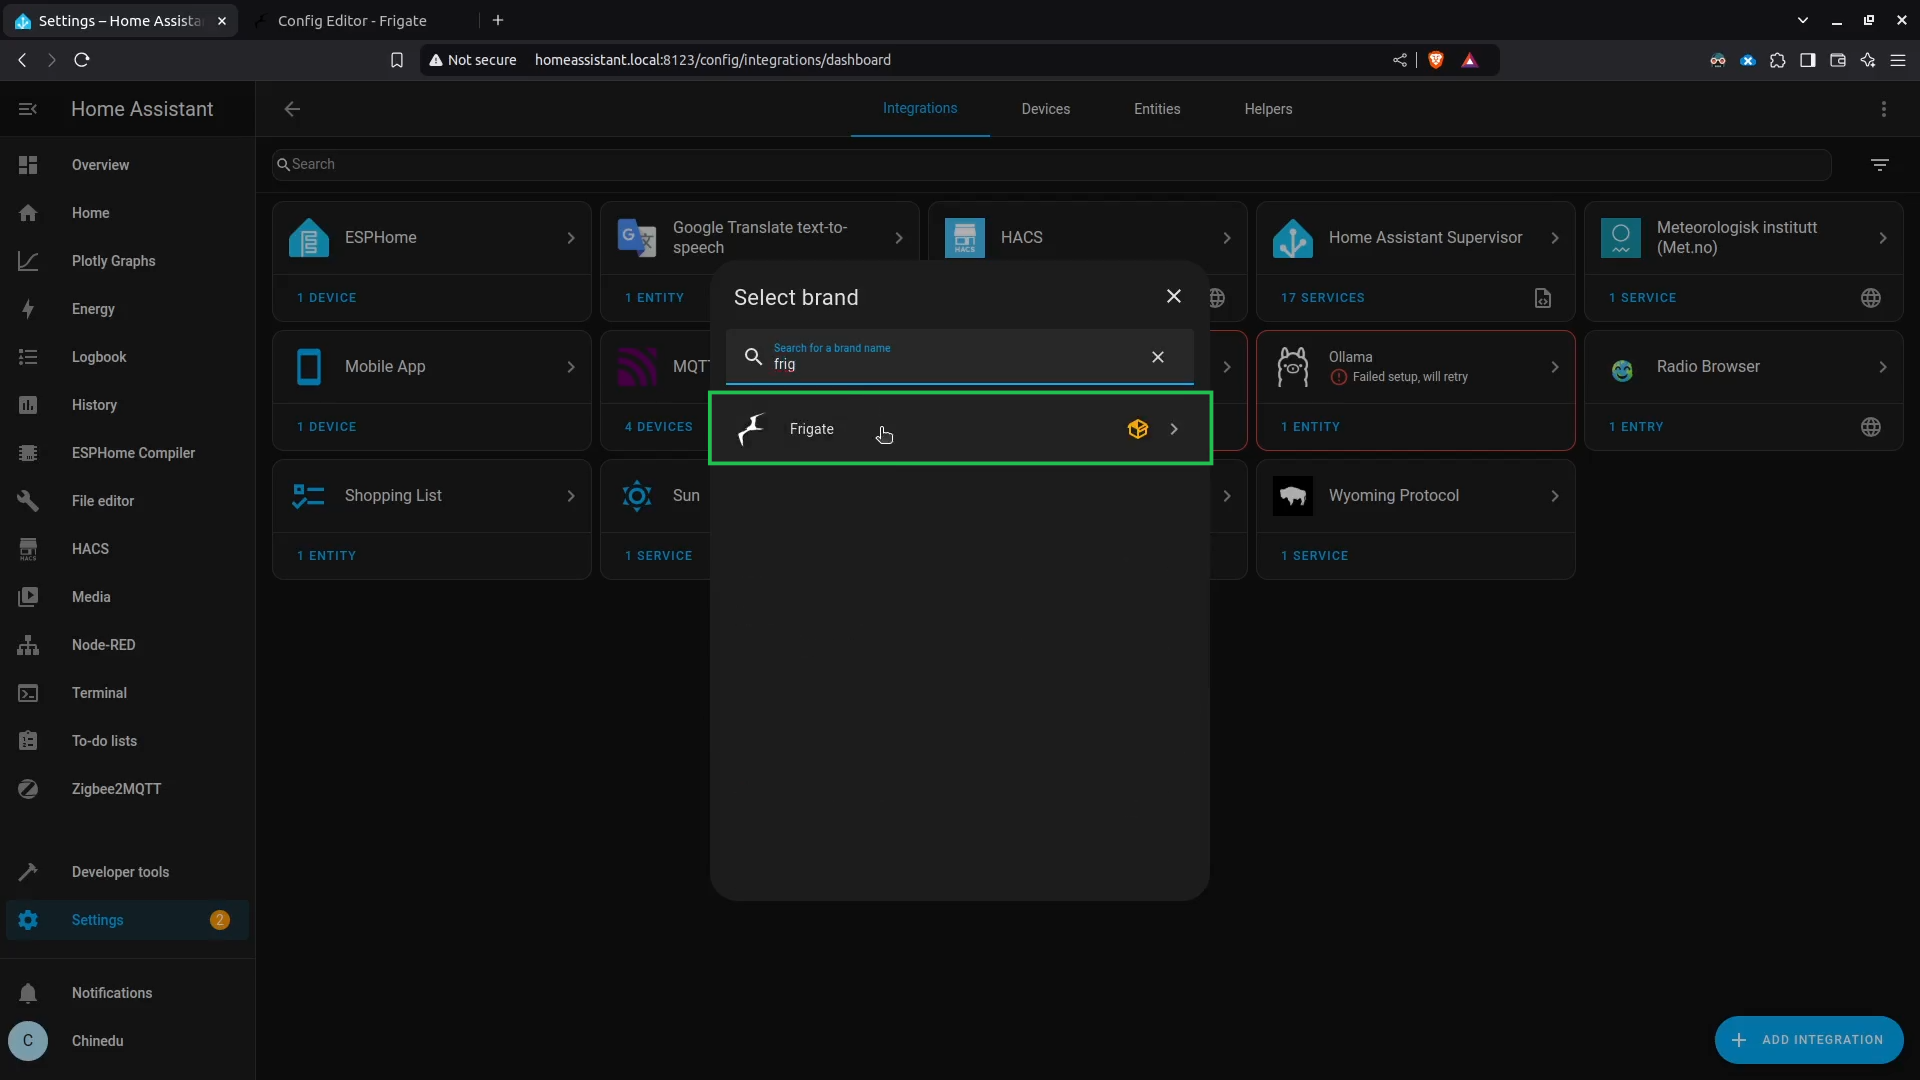 Settings – Home Assista
Config Editor - Frigate
Not secure
homeassistant.local:8123/config/integrations/dashboard
Home Assistant
Overview
Home
Plotly Graphs
Energy
Logbook
History
ESPHome Compiler
File editor
HACS
Media
Node-RED
Terminal
To-do lists
Zigbee2MQTT
Developer tools
Settings
2
Notifications
C
Chinedu
Integrations
Devices
Entities
Helpers
Search
ESPHome
1 DEVICE
Google Translate text-to-
speech
1 ENTITY
HACS
HACS
Home Assistant Supervisor
17 SERVICES
Meteorologisk institutt
(Met.no)
1 SERVICE
Mobile App
1 DEVICE
MQT
4 DEVICES
Ollama
Failed setup, will retry
1 ENTITY
Radio Browser
1 ENTRY
Shopping List
1 ENTITY
Sun
1 SERVICE
Wyoming Protocol
1 SERVICE
Select brand
Search for a brand name
frig
Frigate
ADD INTEGRATION